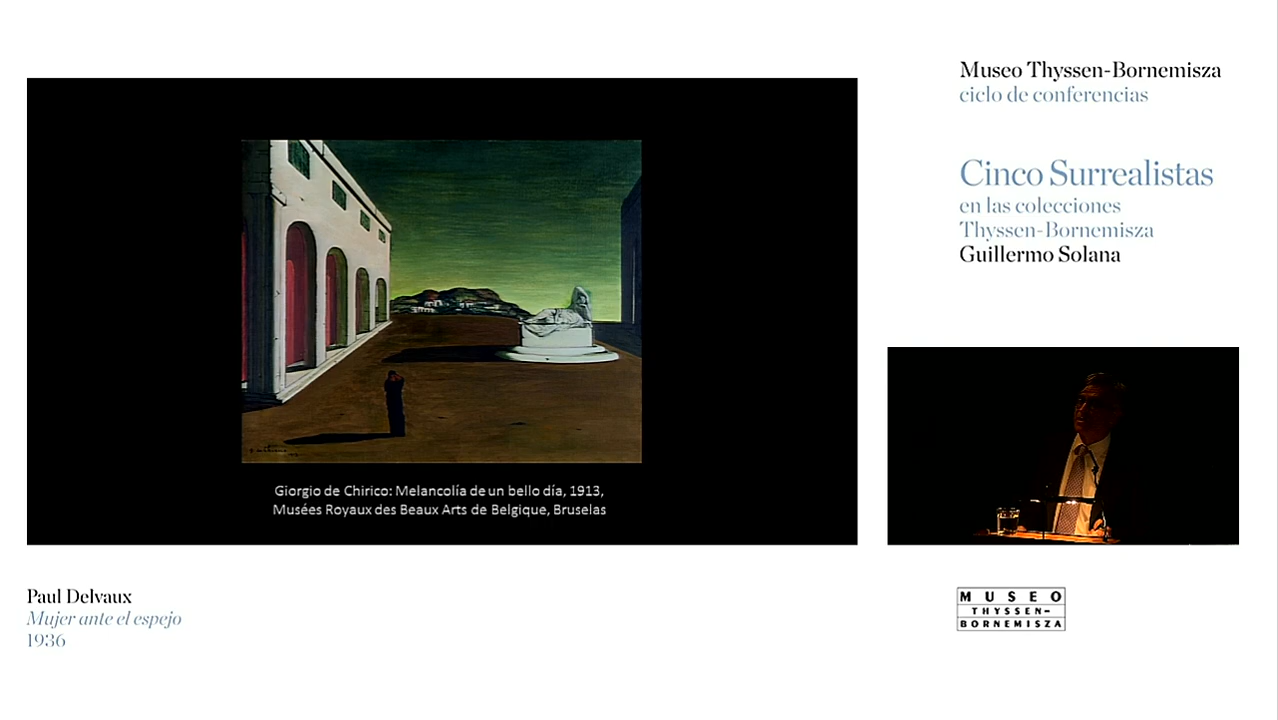 Museo Thyssen-Bornemisza
ciclo de conferencias
Cinco Surrealistas
en las colecciones
Thyssen-Bornemisza
Guillermo Solana
Giorgio de Chirico: Melancolía de un bello día, 1913,
Musées Royaux des Beaux Arts de Belgique, Bruselas
Paul Delvaux
Mujer ante el espejo
1936
MUSEO
THYSSEN-
BORNEMISZA